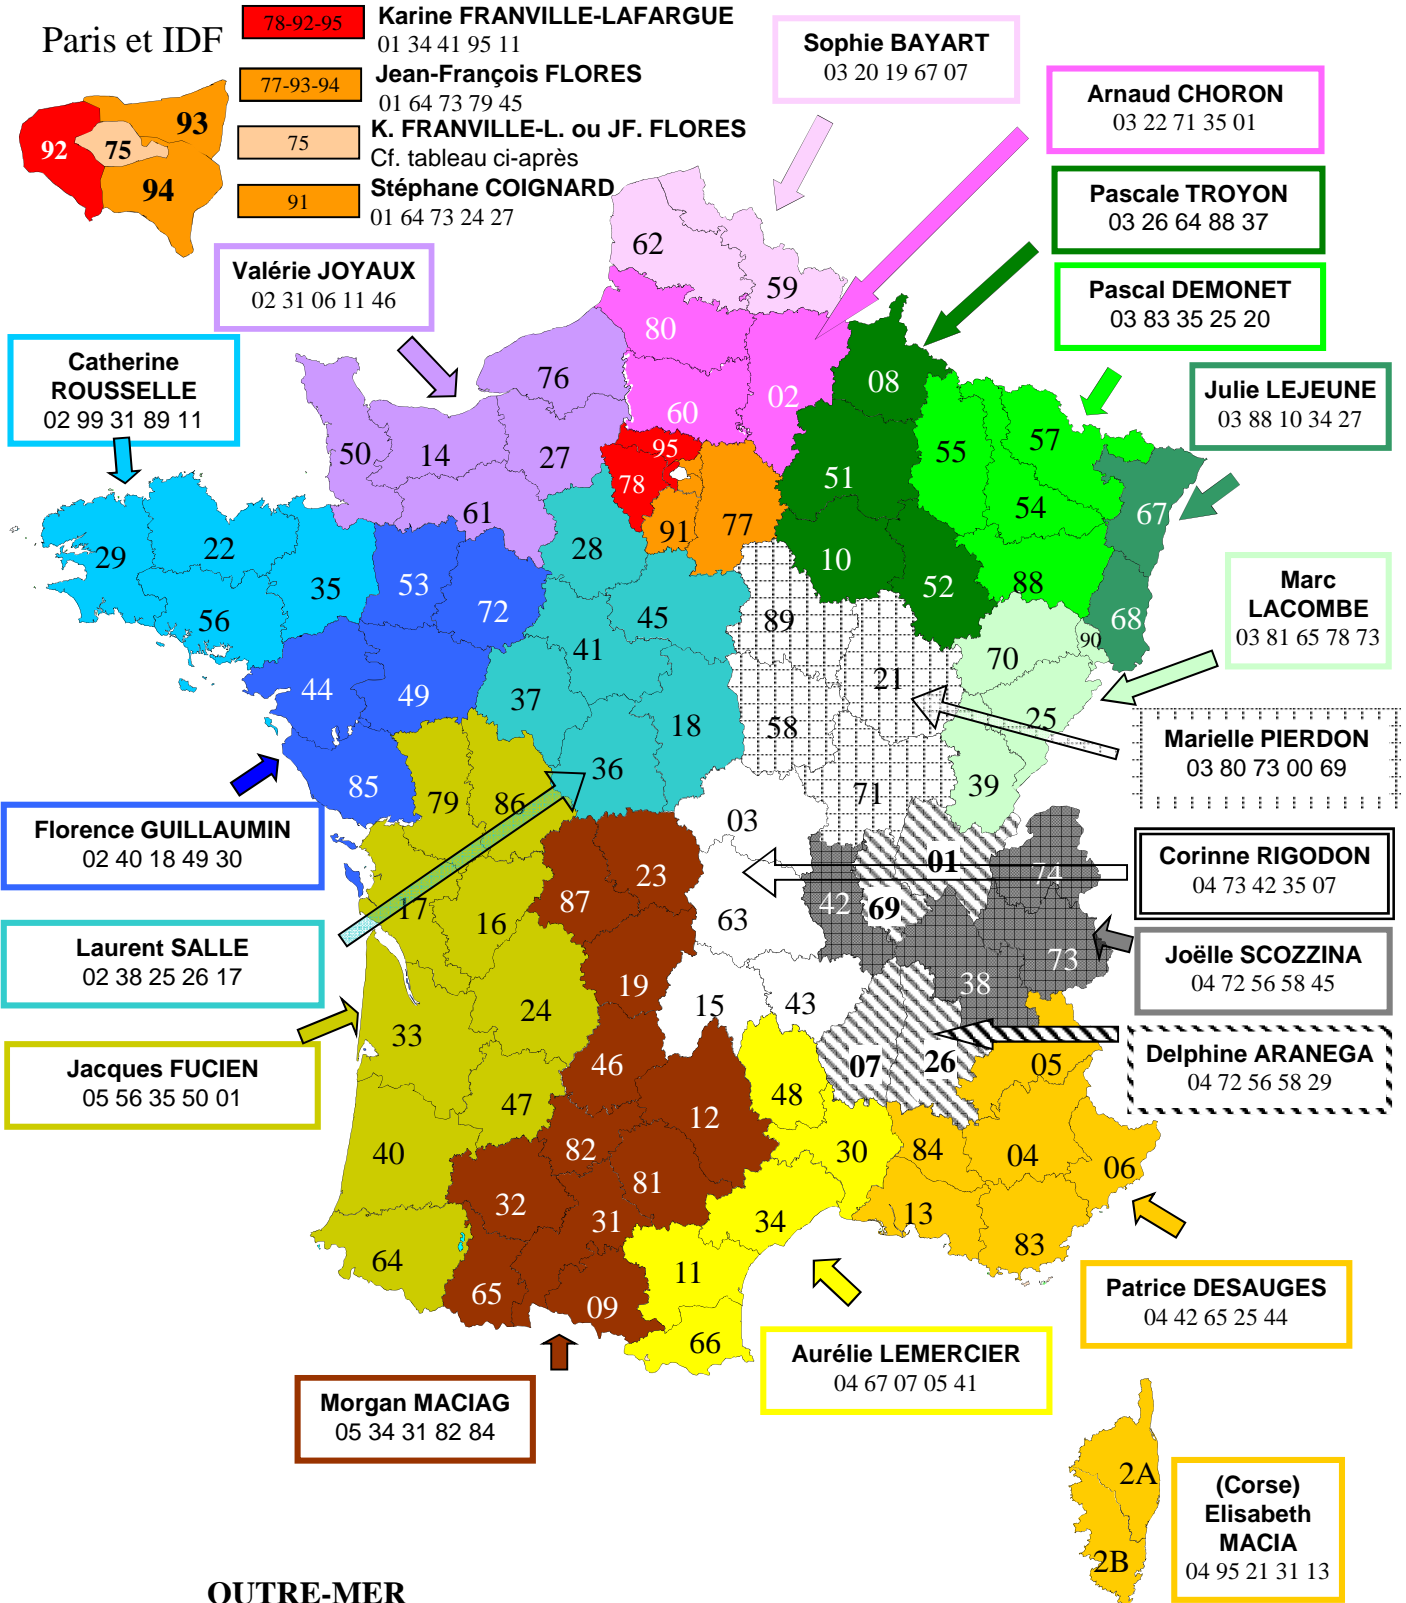 Paris et IDF
78-92-95
Karine FRANVILLE-LAFARGUE
01 34 41 95 11
77-93-94
Jean-François FLORES
01 64 73 79 45
75
K. FRANVILLE-L. ou JF. FLORES
Cf. tableau ci-après
91
Stéphane COIGNARD
01 64 73 24 27
93
92
75
94
Sophie BAYART
03 20 19 67 07
Arnaud CHORON
03 22 71 35 01
Pascale TROYON
03 26 64 88 37
Pascal DEMONET
03 83 35 25 20
Julie LEJEUNE
03 88 10 34 27
Valérie JOYAUX
02 31 06 11 46
Catherine
ROUSSELLE
02 99 31 89 11
Marc
LACOMBE
03 81 65 78 73
Marielle PIERDON
03 80 73 00 69
Florence GUILLAUMIN
02 40 18 49 30
Corinne RIGODON
04 73 42 35 07
Laurent SALLE
02 38 25 26 17
Joëlle SCOZZINA
04 72 56 58 45
Jacques FUCIEN
05 56 35 50 01
Delphine ARANEGA
04 72 56 58 29
Patrice DESAUGES
04 42 65 25 44
Aurélie LEMERCIER
04 67 07 05 41
Morgan MACIAG
05 34 31 82 84
(Corse)
Elisabeth
MACIA
04 95 21 31 13
62
59
80
76
08
02
60
57
55
50
14
27
95
51
78
54
67
61
91
77
28
10
29
22
53
52
88
35
72
89
45
56
68
90
41
70
44
49
37
21
18
58
25
36
85
79
86
71
39
03
23
01
74
87
42
69
17
16
63
73
19
38
15
43
24
33
46
07
26
05
48
47
12
40
82
30
84
04
06
81
32
31
34
13
83
64
11
65
09
66
2A
2B
OUTRE-MER